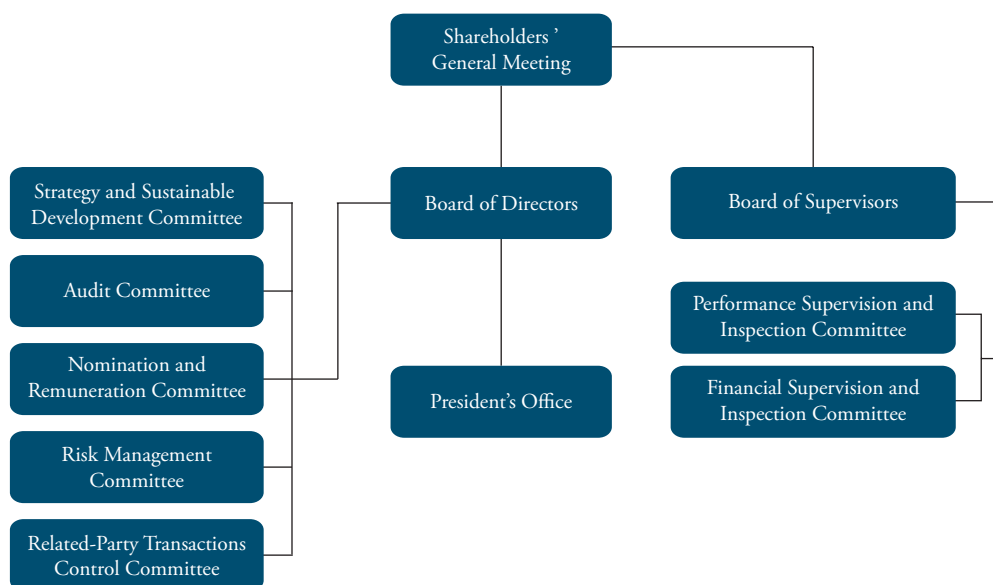 Shareholders ’
General Meeting
Strategy and Sustainable
Development Committee
Board of Directors
Board of Supervisors
Audit Committee
Performance Supervision and
Inspection Committee
Nomination and
Remuneration Committee
President’s Office
Financial Supervision and
Inspection Committee
Risk Management
Committee
Related-Party Transactions
Control Committee